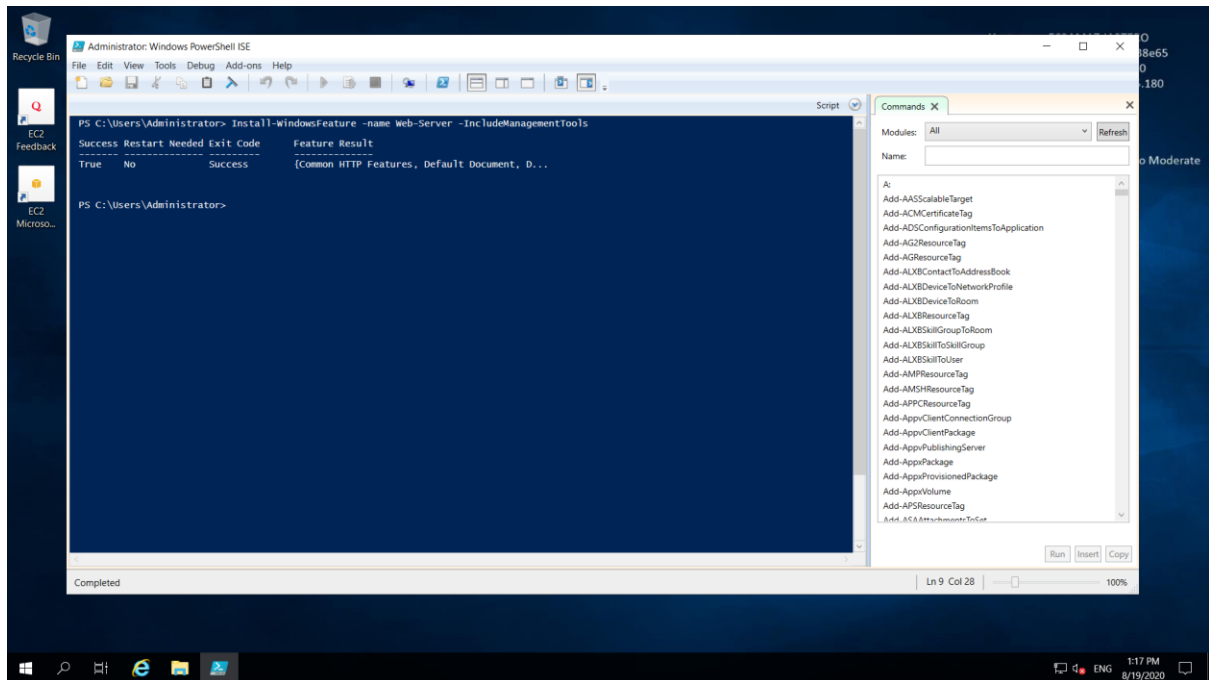 Recycle Bin
EC2
Feedback
EC2
Microso...
Administrator: Windows PowerShell ISE
File Edit View Tools Debug Add-ons Help
Script
PS C:\Users\Administrator> Install-WindowsFeature -name Web-Server -IncludeManagementTools
Success Restart Needed Exit Code Feature Result
------- -------------- --------- --------------
True No Success {Common HTTP Features, Default Document, D...
PS C:\Users\Administrator>
Completed
Ln 9 Col 28
100%
Commands
Modules: All Refresh
Name:
A:
Add-AASScalableTarget
Add-ACMCertificateTag
Add-ADSConfigurationItemsToApplication
Add-AG2ResourceTag
Add-AGResourceTag
Add-ALXBContactToAddressBook
Add-ALXBDeviceToNetworkProfile
Add-ALXBDeviceToRoom
Add-ALXBResourceTag
Add-ALXBSkillGroupToRoom
Add-ALXBSkillToSkillGroup
Add-ALXBSkillToUser
Add-AMPResourceTag
Add-AMSHResourceTag
Add-APPCResourceTag
Add-AppvClientConnectionGroup
Add-AppvClientPackage
Add-AppvPublishingServer
Add-AppxPackage
Add-AppxProvisionedPackage
Add-AppxVolume
Add-APSResourceTag
Add-ASAAttachmentsToSet
Run Insert Copy
8e65
0
.180
o Moderate
ENG
1:17 PM
8/19/2020